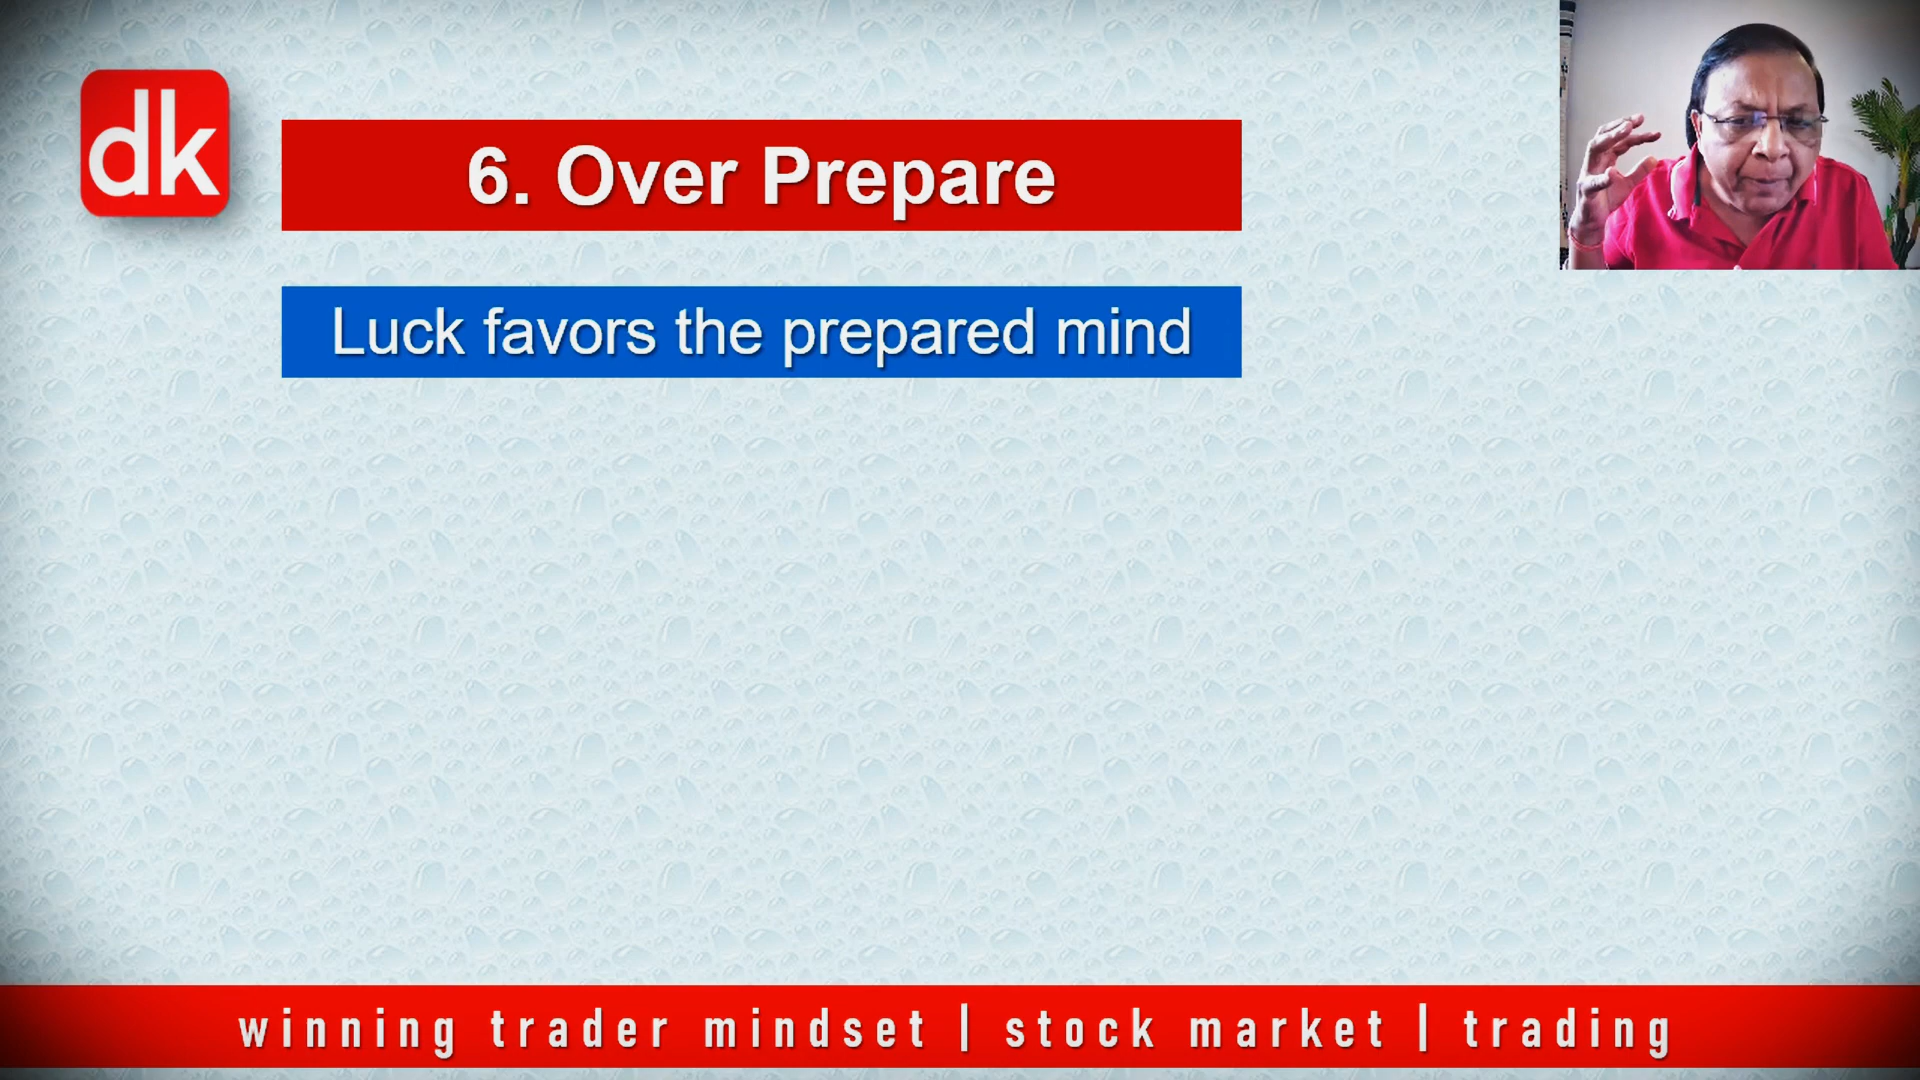 dk
6. Over Prepare
Luck favors the prepared mind
winning trader mindset | stock market | trading